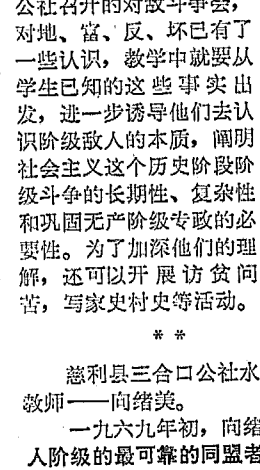 公社召开的对敌斗争会，
对地、富、反、坏已有了
一些认识，教学中就要从
学生已知的这些事实出
发，进一步诱导他们去认
识阶级敌人的本质，阐明
社会主义这个历史阶段阶
级斗争的长期性、复杂性
和巩固无产阶级专政的必
要性。为了加深他们的理
解，还可以开展访贫问
苦，写家史村史等活动。
* *
慈利县三合口公社水
教师——向绪美。
一九六九年初，向绪
人阶级的最可靠的同盟者